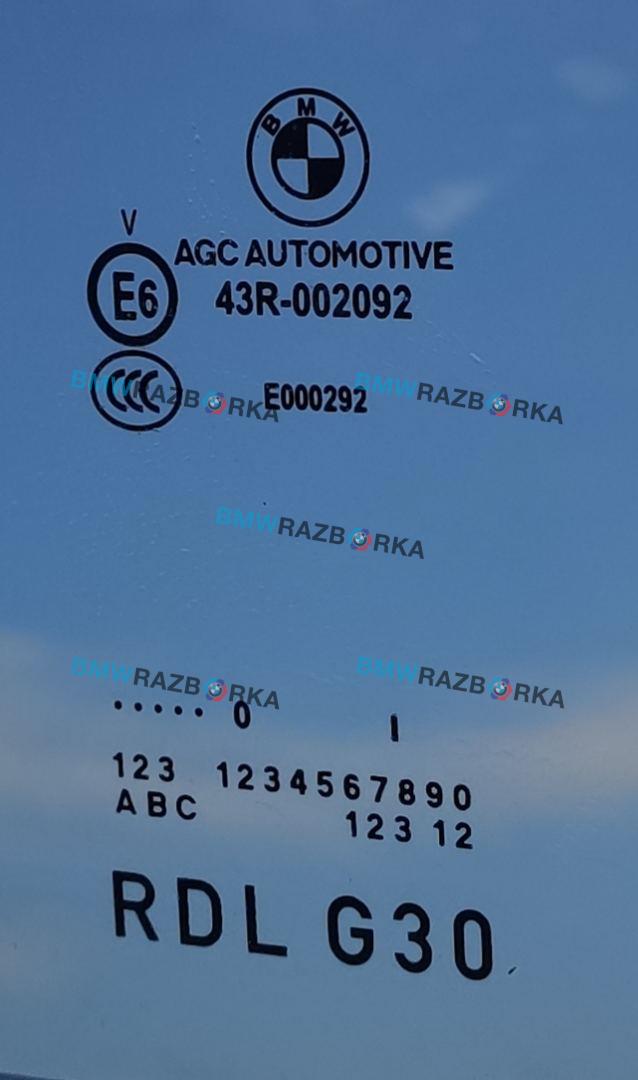 BMW
V
AGC AUTOMOTIVE
E6 43R-002092
CCC E000292
BMWRAZBORKA BMWRAZBORKA
BMWRAZBORKA
BMWRAZBORKA BMWRAZBORKA
..... 0 I
123 1234567890
ABC 123 12
RDL G30